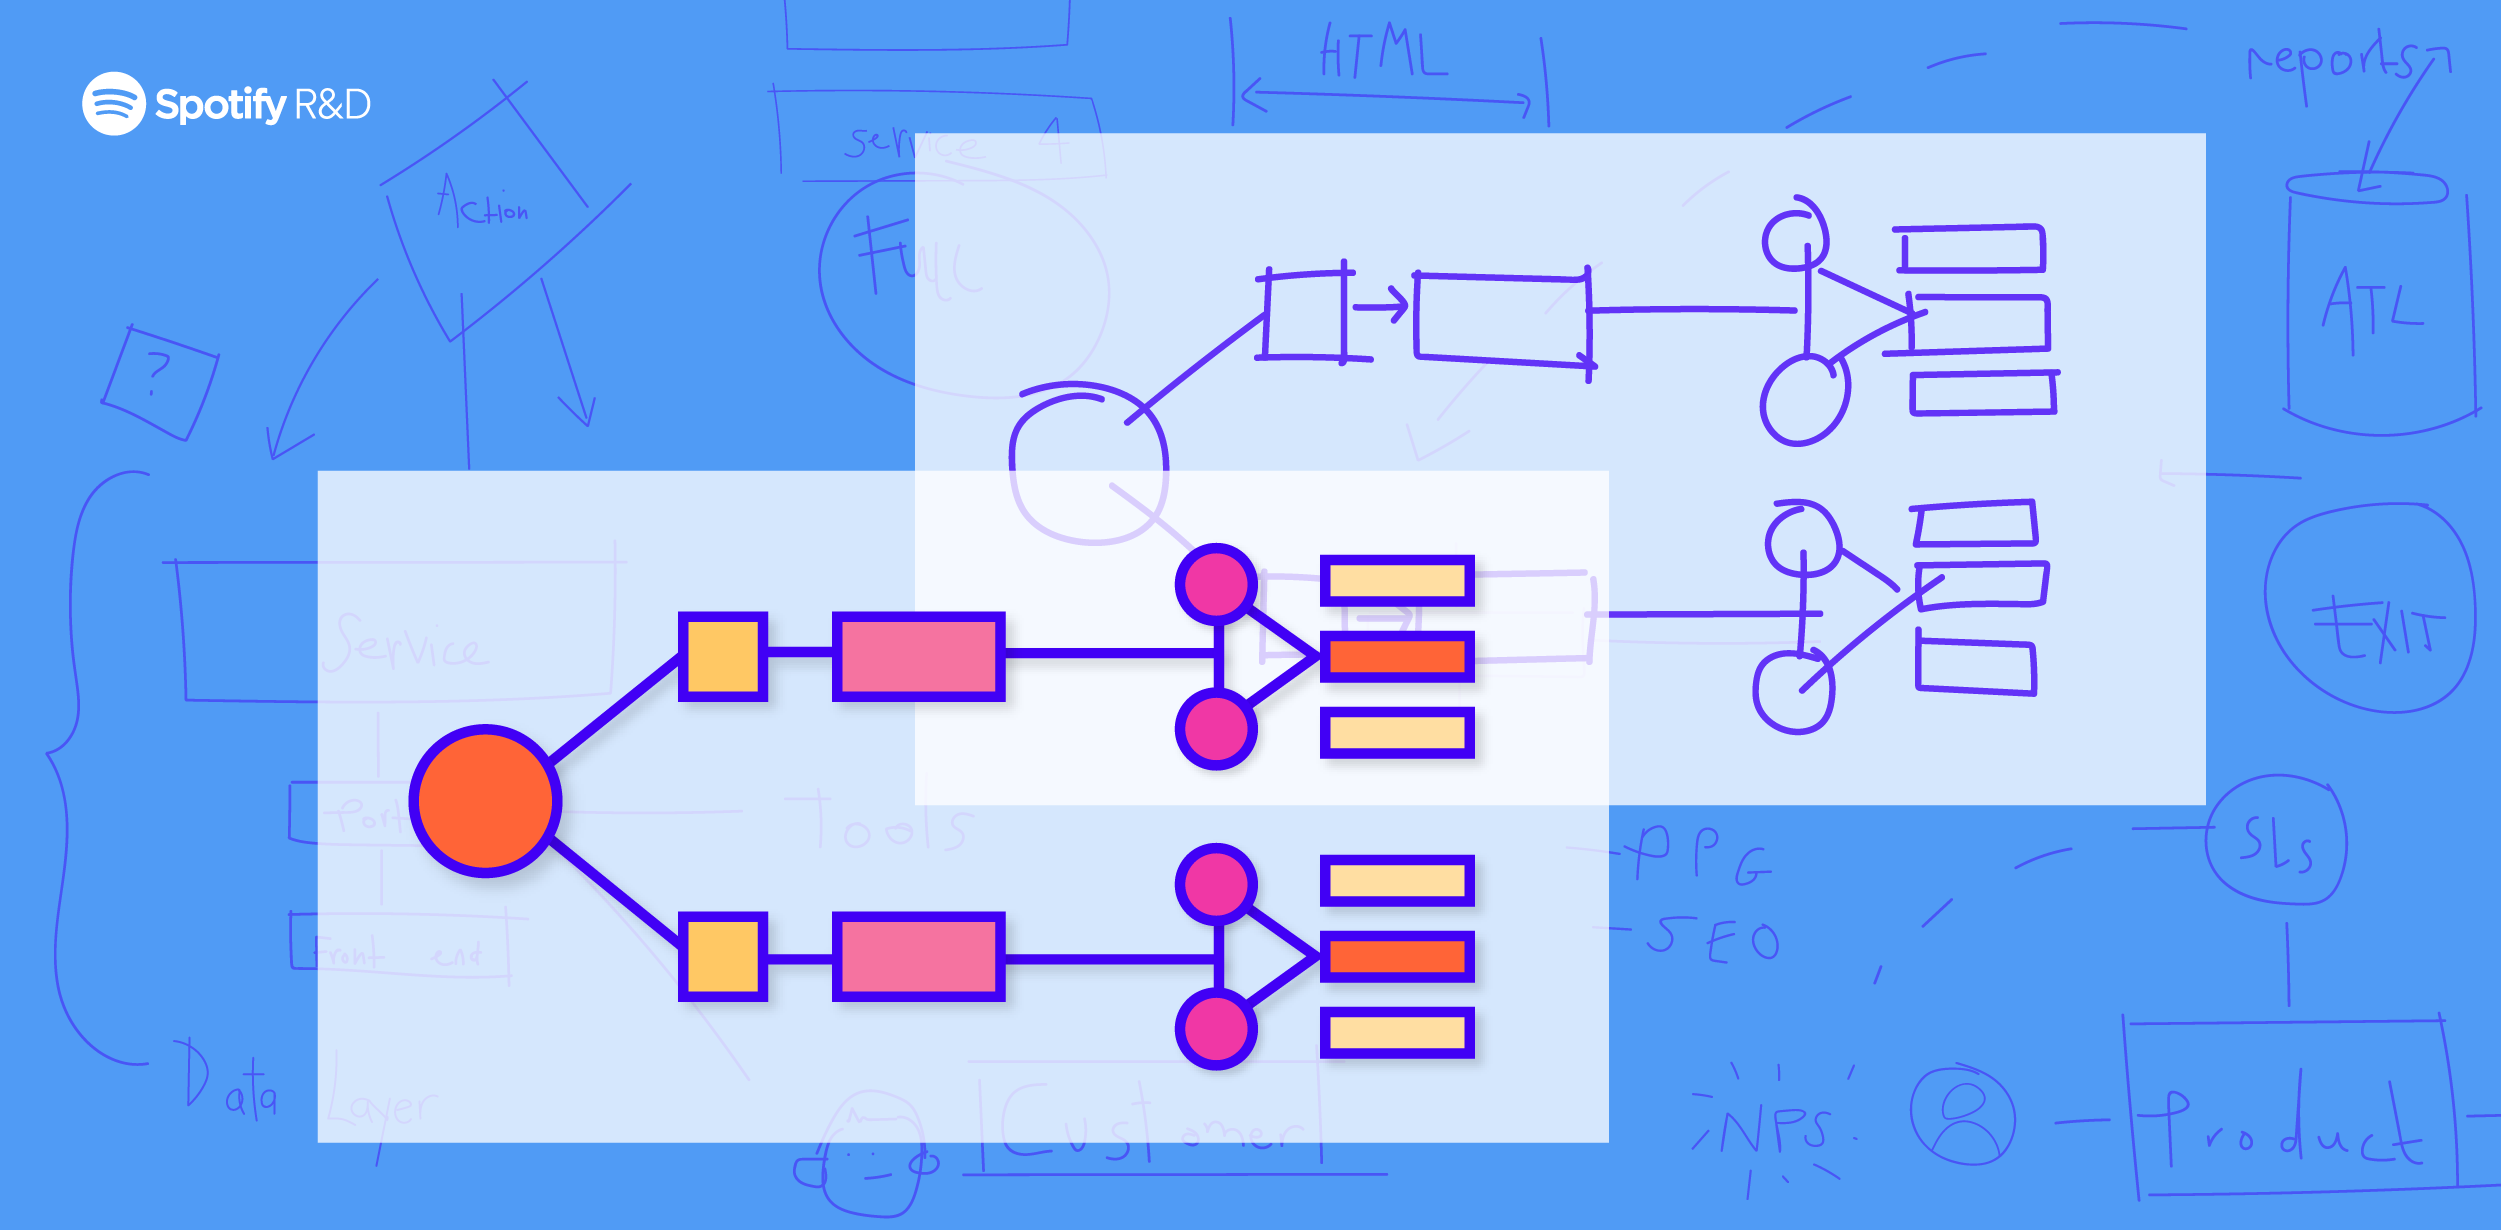 Spotify R&D
HTML
reports
service 4
Action
Full
?
ATL
EXIT
Service
Port
Tools
PPG
SLs
Front end
SEO
Data Layer
Customer
NPS
Product